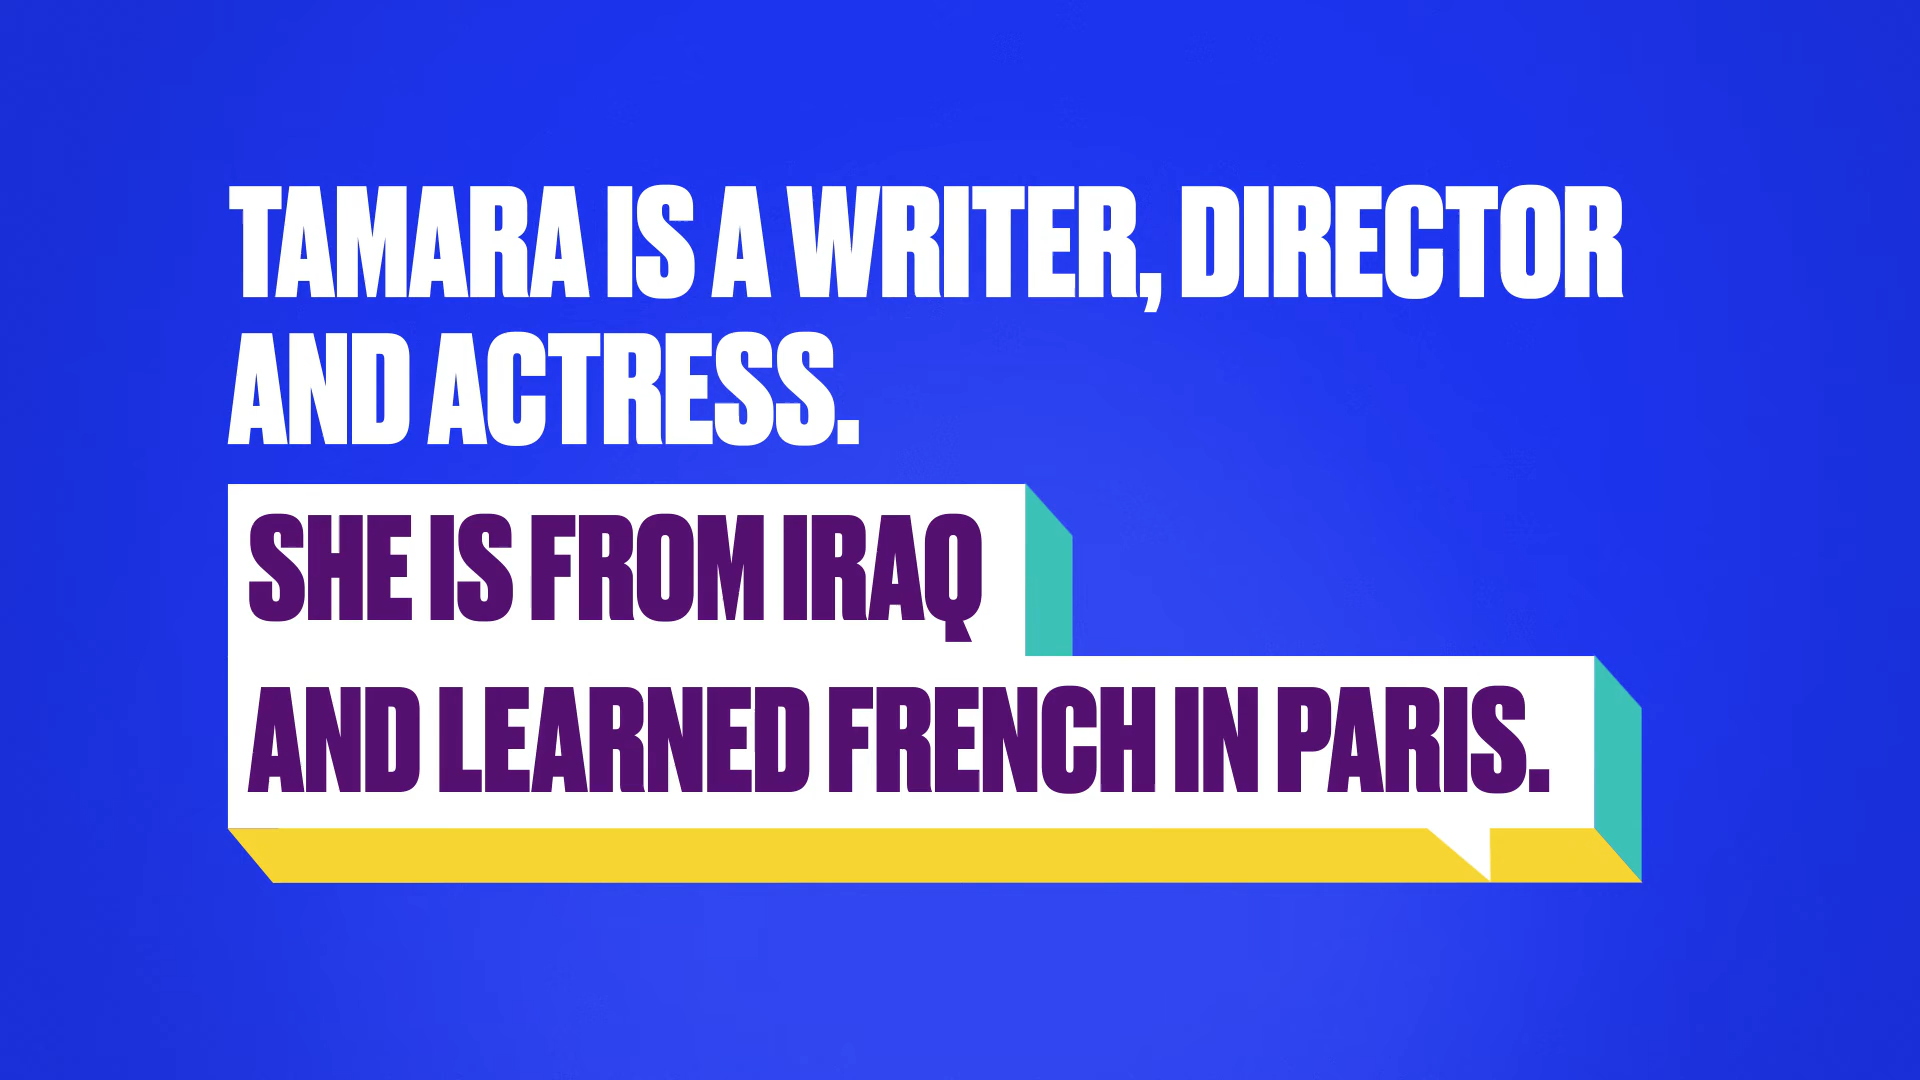 TAMARA IS A WRITER, DIRECTOR
AND ACTRESS.
SHE IS FROM IRAQ
AND LEARNED FRENCH IN PARIS.